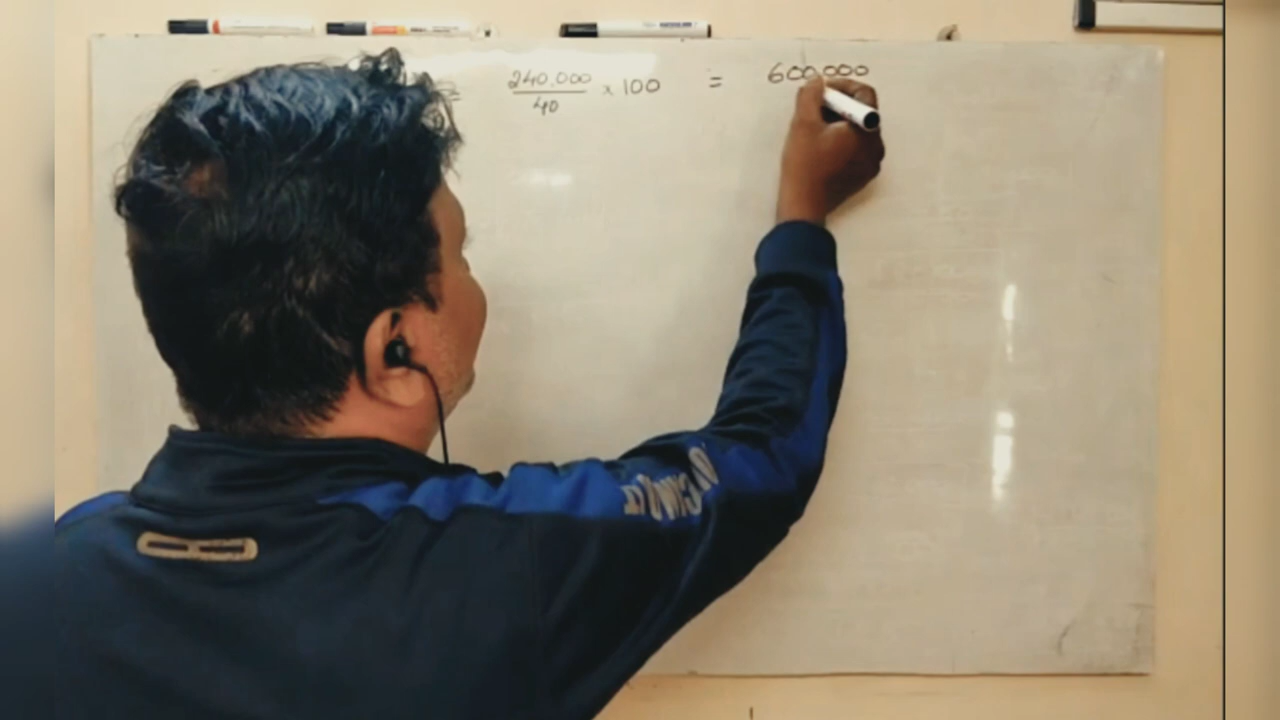 = 240,000/40 × 100 = 600,000